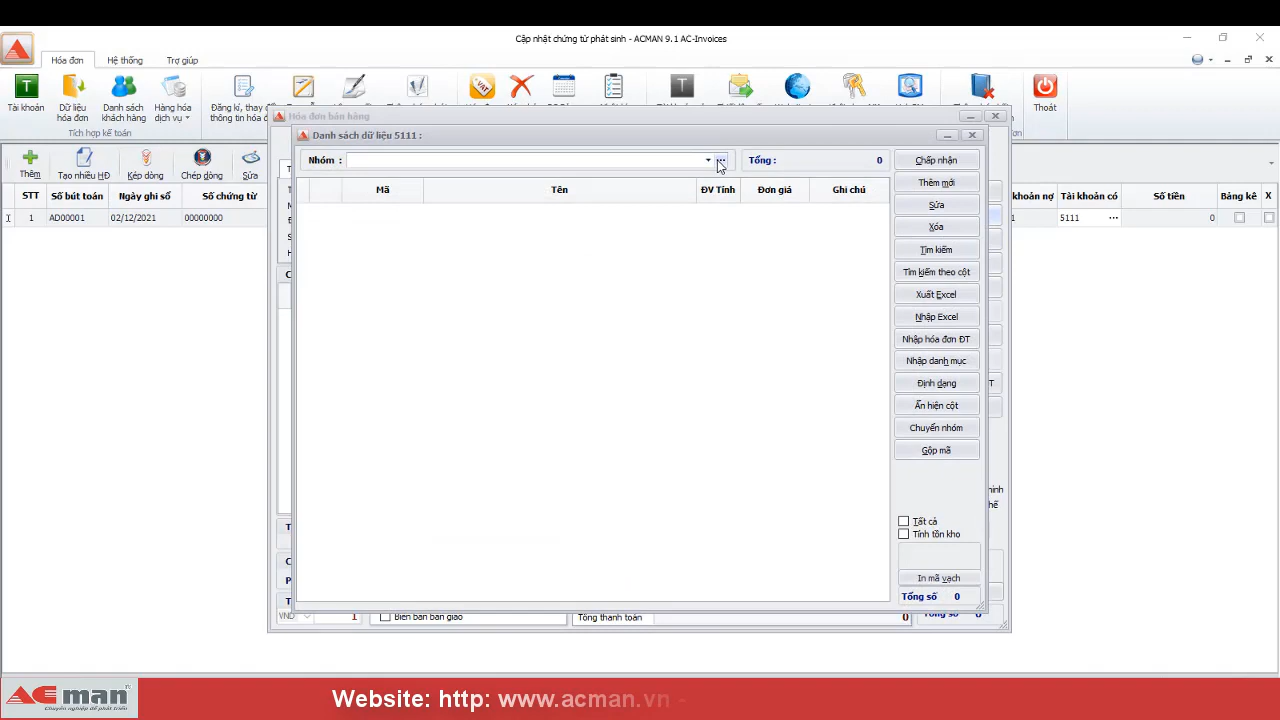 Cập nhật chứng từ phát sinh - ACMAN 9.1 AC-Invoices
Hóa đơn Hệ thống Trợ giúp
Tài khoản
Dữ liệu hóa đơn
Danh sách khách hàng
Hàng hóa dịch vụ
Đăng kí, thay đ
thông tin hóa đ
Thoát
Tích hợp kế toán
Thêm Tạo nhiều HĐ Kép dòng Chép dòng Sửa
Hóa đơn bán hàng
Danh sách dữ liệu 5111 :
Nhóm : Tổng : 0
Mã Tên ĐV Tính Đơn giá Ghi chú
STT Số bút toán Ngày ghi sổ Số chứng từ
1 AD00001 02/12/2021 00000000
khoản nợ Tài khoản có Số tiền Bảng kê X
1 5111 ... 0
Chấp nhận
Thêm mới
Sửa
Xóa
Tìm kiếm
Tìm kiếm theo cột
Xuất Excel
Nhập Excel
Nhập hóa đơn ĐT
Nhập danh mục
Định dạng
Ẩn hiện cột
Chuyển nhóm
Gộp mã
Tất cả
Tính tồn kho
In mã vạch
Tổng số 0
VND 1 Biên bản bàn giao Tổng thanh toán 0
ACman®
Chuyên nghiệp để phát triển
Website: http: www.acman.vn -